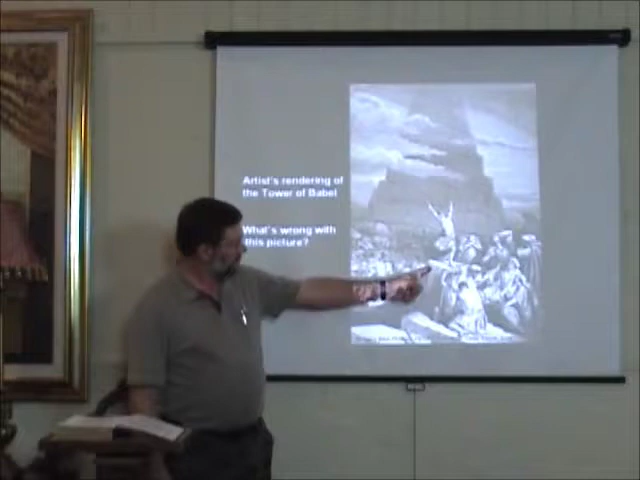 Artist's rendering of
the Tower of Babel
What's wrong with
this picture?